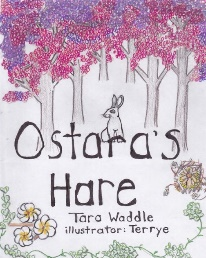 Ostara's
Hare
Tara Waddle
illustrator: Terrye